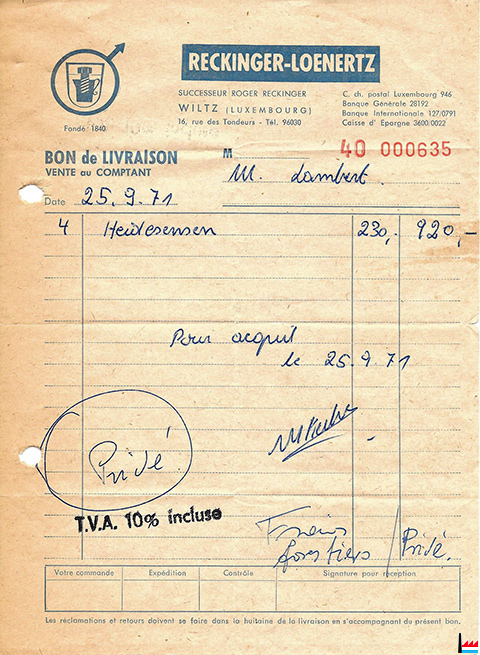 RECKINGER-LOENERTZ
SUCCESSEUR ROGER RECKINGER
WILTZ (LUXEMBOURG)
16, rue des Tondeurs - Tél. 96030
C. ch. postal Luxembourg 946
Banque Générale 28192
Banque Internationale 127/0791
Caisse d' Epargne 3600/0022
Fondé 1840
BON de LIVRAISON
VENTE au COMPTANT
M
40 000635
M. Lambert.
Date 25.9.71
4 Heidesensen 230,- 920,-
Pour acquit
le 25.9.71
Pridé.
T.V.A. 10% incluse
Frais
forestiers / Pridé.
Votre commande Expédition Contrôle Signature pour réception
Les réclamations et retours doivent se faire dans la huitaine de la livraison en s'accompagnant du présent bon.